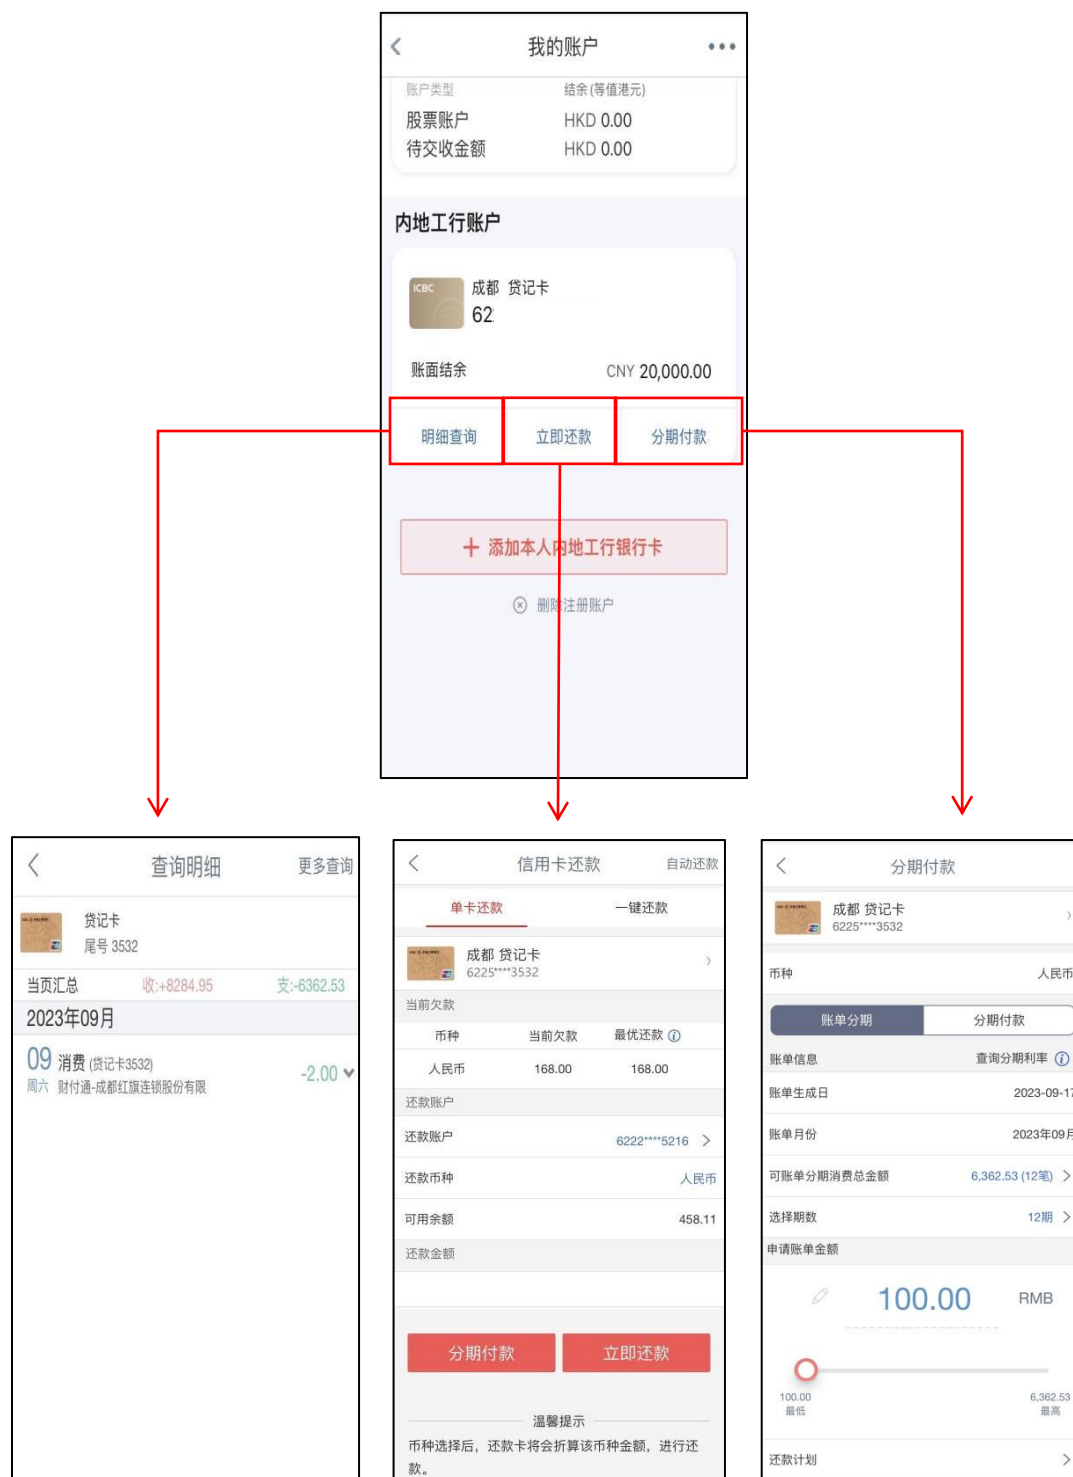 我的账户
账户类型 结余(等值港元)
股票账户 HKD 0.00
待交收金额 HKD 0.00
内地工行账户
ICBC
成都 贷记卡
62
账面结余 CNY 20,000.00
明细查询 立即还款 分期付款
+ 添加本人内地工行银行卡
删除注册账户
查询明细 更多查询
贷记卡
尾号 3532
当页汇总 收:+8284.95 支:-6362.53
2023年09月
09 消费 (贷记卡3532) -2.00
周六 财付通-成都红旗连锁股份有限
信用卡还款 自动还款
单卡还款 一键还款
成都 贷记卡
6225****3532
当前欠款
币种 当前欠款 最优还款
人民币 168.00 168.00
还款账户
还款账户 6222****5216
还款币种 人民币
可用余额 458.11
还款金额
分期付款 立即还款
温馨提示
币种选择后，还款卡将会折算该币种金额，进行还
款。
分期付款
成都 贷记卡
6225****3532
币种 人民币
账单分期 分期付款
账单信息 查询分期利率
账单生成日 2023-09-17
账单月份 2023年09月
可账单分期消费总金额 6,362.53 (12笔)
选择期数 12期
申请账单金额
100.00 RMB
100.00 6,362.53
最低 最高
还款计划